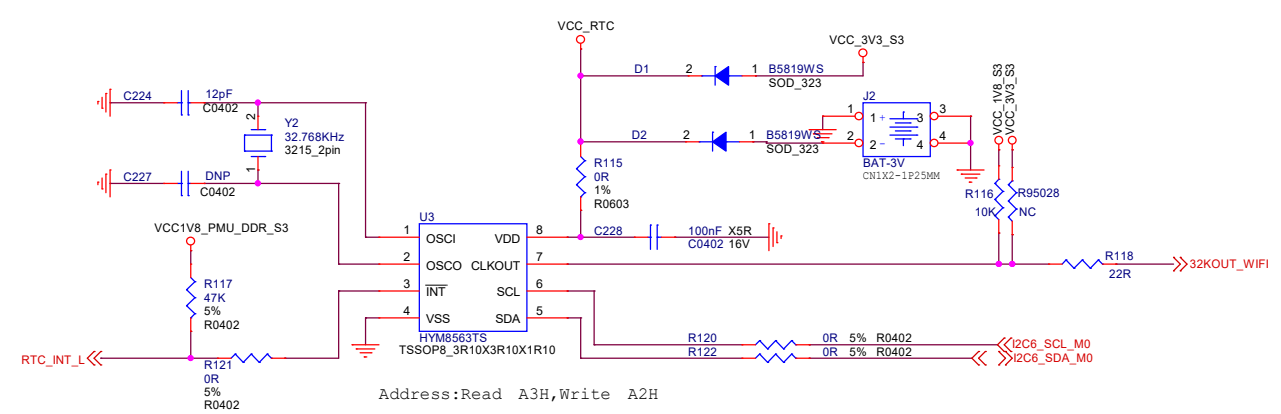 VCC_RTC
VCC_3V3_S3
D1 2 1 B5819WS
SOD_323
C224 12pF
C0402
J2
1 1 + 3 3
2 2 - 4 4
BAT-3V
CN1X2-1P25MM
VCC_1V8_S3
VCC_3V3_S3
2
Y2
32.768KHz
3215_2pin
1
D2 2 1 B5819WS
SOD_323
C227 DNP
C0402
R115
0R
1%
R0603
R116
10K
R95028
NC
VCC1V8_PMU_DDR_S3
U3
1 OSCI VDD 8
2 OSCO CLKOUT 7
3 INT SCL 6
4 VSS SDA 5
HYM8563TS
TSSOP8_3R10X3R10X1R10
C228 100nF X5R
C0402 16V
R118
22R
32KOUT_WIFI
R117
47K
5%
R0402
RTC_INT_L
R121
0R
5%
R0402
R120 0R 5% R0402 I2C6_SCL_M0
R122 0R 5% R0402 I2C6_SDA_M0
Address:Read A3H,Write A2H